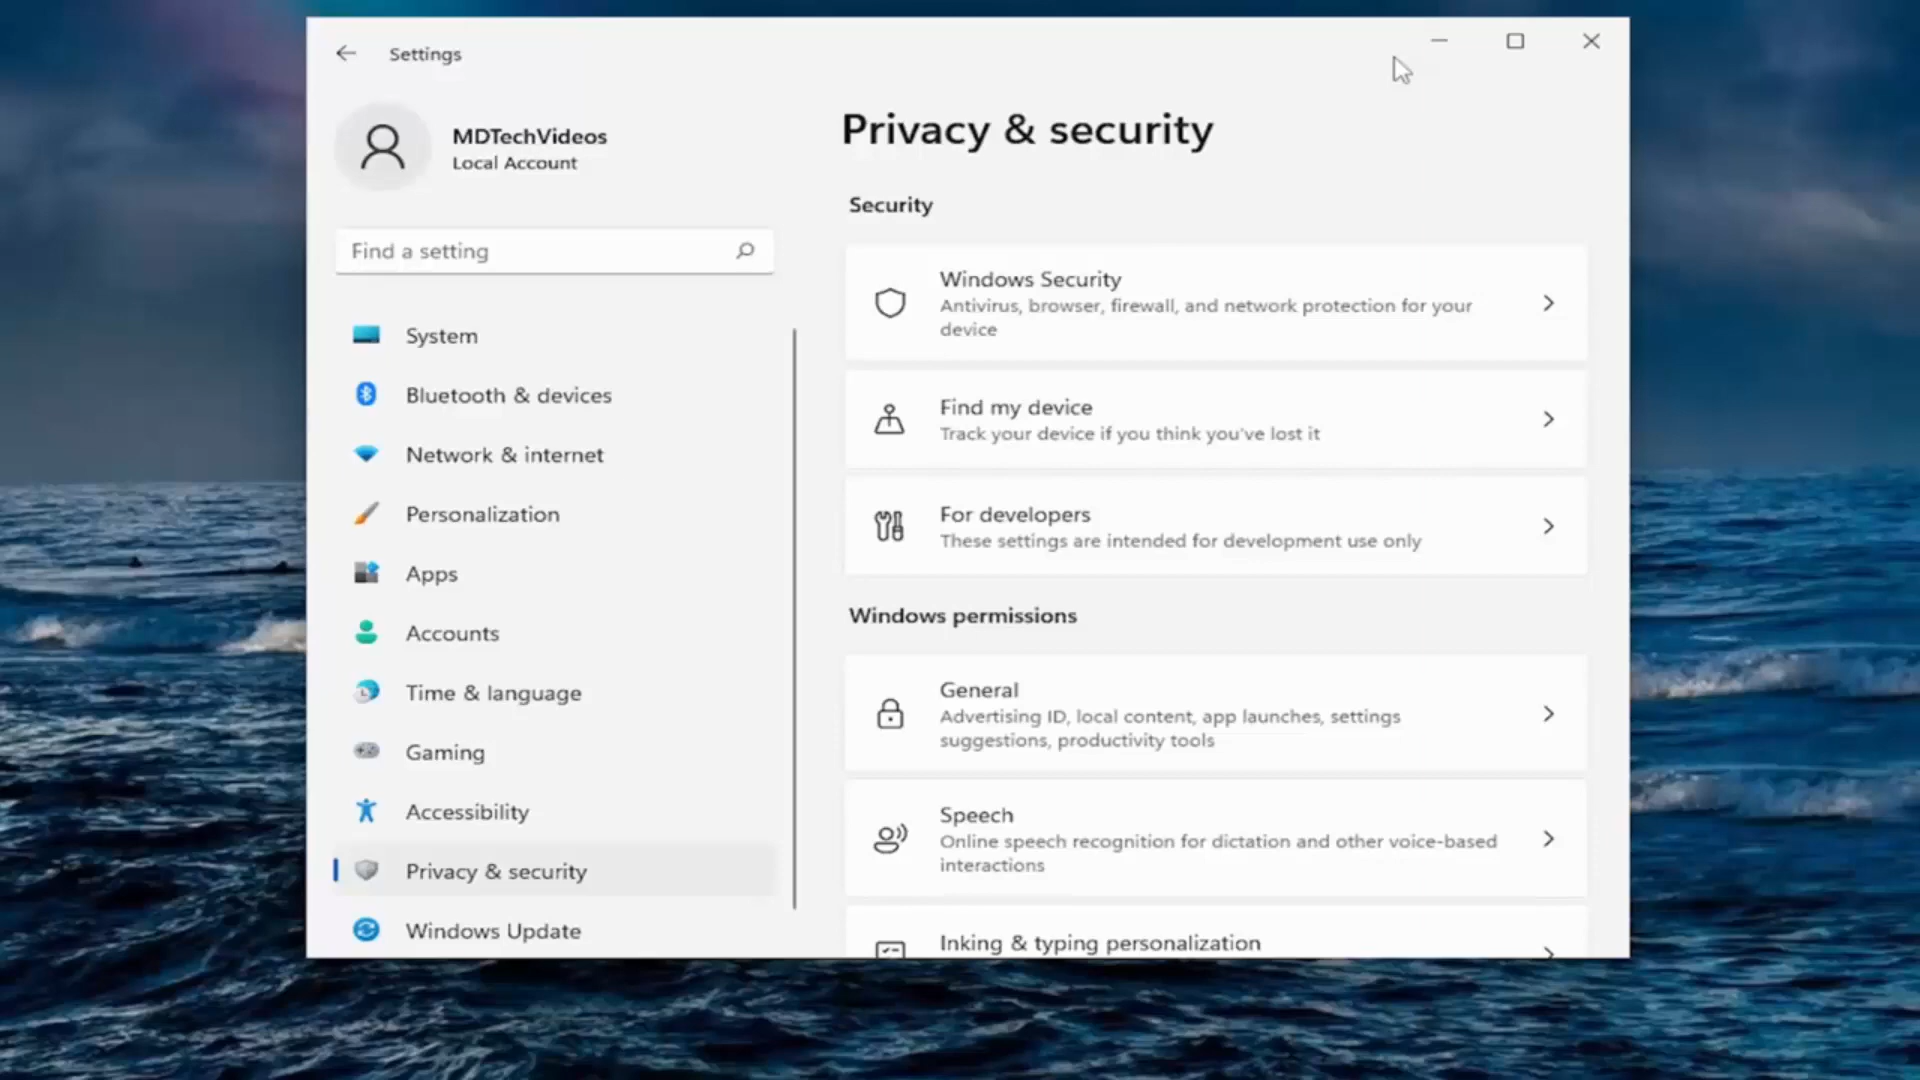 Settings
MDTechVideos
Local Account
Find a setting
System
Bluetooth & devices
Network & internet
Personalization
Apps
Accounts
Time & language
Gaming
Accessibility
Privacy & security
Windows Update
Privacy & security
Security
Windows Security
Antivirus, browser, firewall, and network protection for your
device
Find my device
Track your device if you think you've lost it
For developers
These settings are intended for development use only
Windows permissions
General
Advertising ID, local content, app launches, settings
suggestions, productivity tools
Speech
Online speech recognition for dictation and other voice-based
interactions
Inking & typing personalization